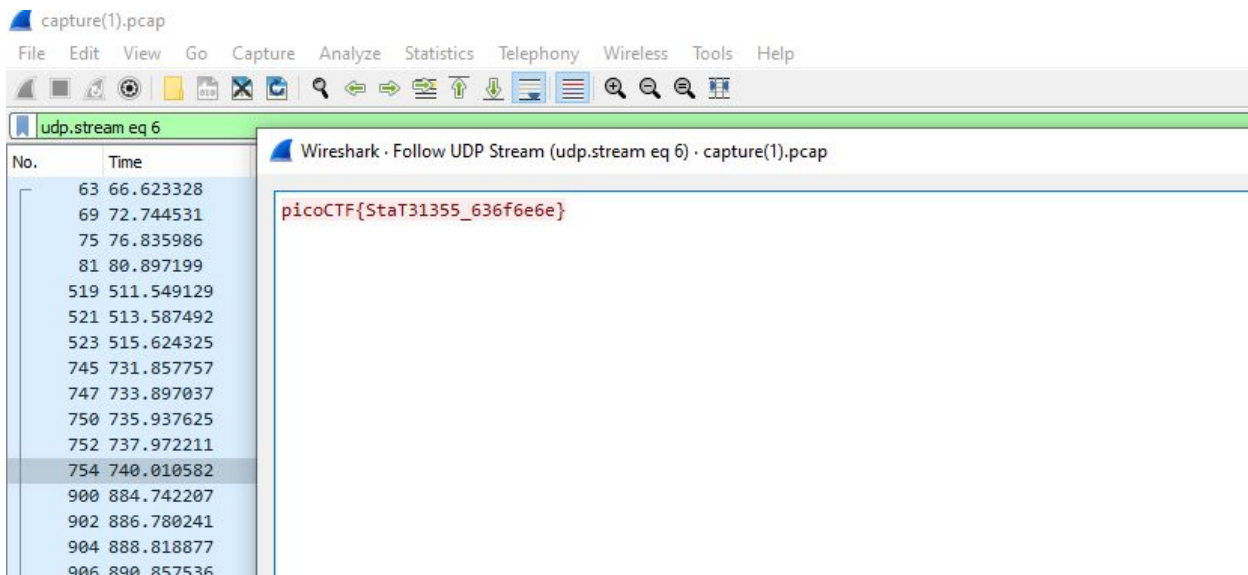 capture(1).pcap
File Edit View Go Capture Analyze Statistics Telephony Wireless Tools Help
udp.stream eq 6
No. Time
Wireshark · Follow UDP Stream (udp.stream eq 6) · capture(1).pcap
picoCTF{StaT31355_636f6e6e}
63 66.623328
69 72.744531
75 76.835986
81 80.897199
519 511.549129
521 513.587492
523 515.624325
745 731.857757
747 733.897037
750 735.937625
752 737.972211
754 740.010582
900 884.742207
902 886.780241
904 888.818877
906 890.857536